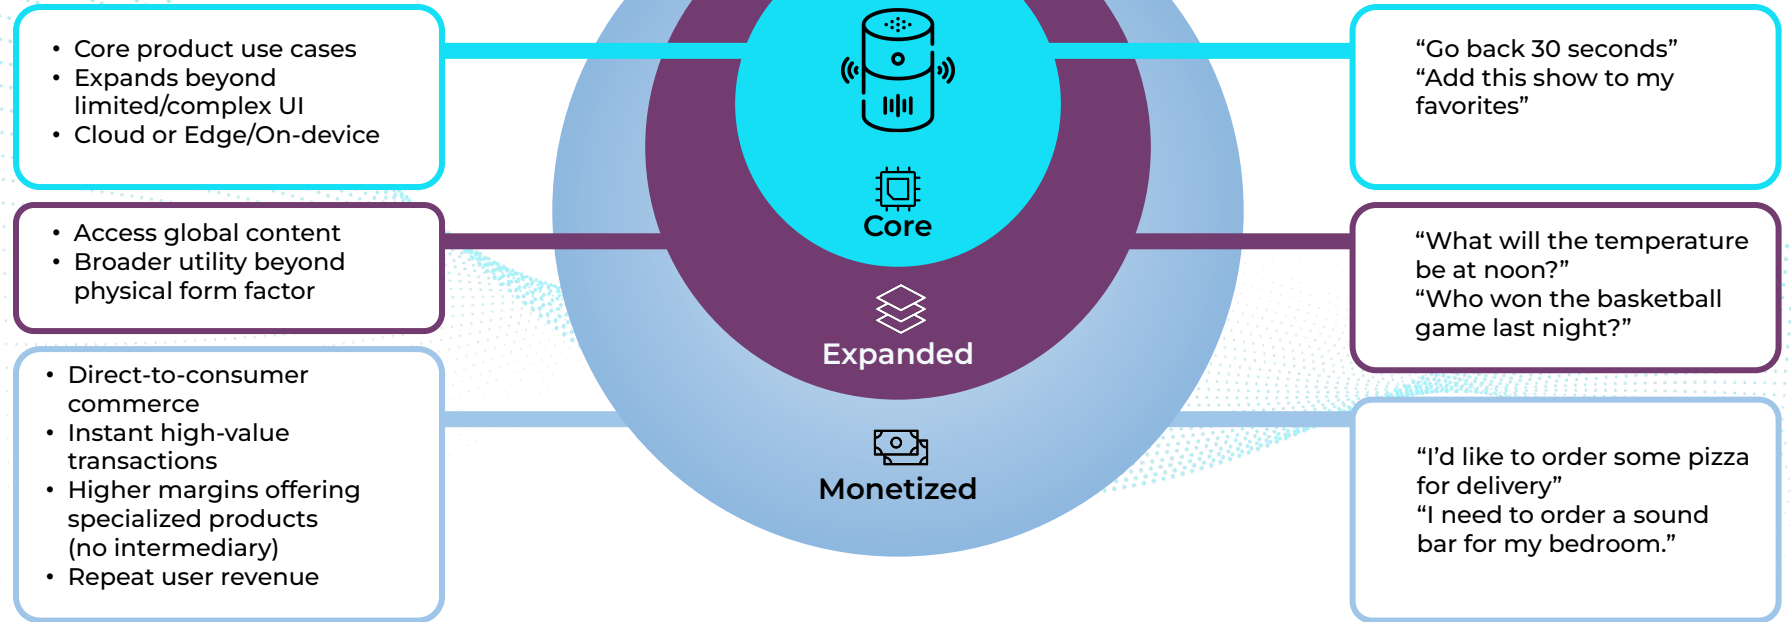 • Core product use cases
• Expands beyond
limited/complex UI
• Cloud or Edge/On-device
“Go back 30 seconds”
“Add this show to my
favorites”
Core
• Access global content
• Broader utility beyond
physical form factor
“What will the temperature
be at noon?”
“Who won the basketball
game last night?”
Expanded
• Direct-to-consumer
commerce
• Instant high-value
transactions
• Higher margins offering
specialized products
(no intermediary)
• Repeat user revenue
Monetized
“I’d like to order some pizza
for delivery”
“I need to order a sound
bar for my bedroom.”